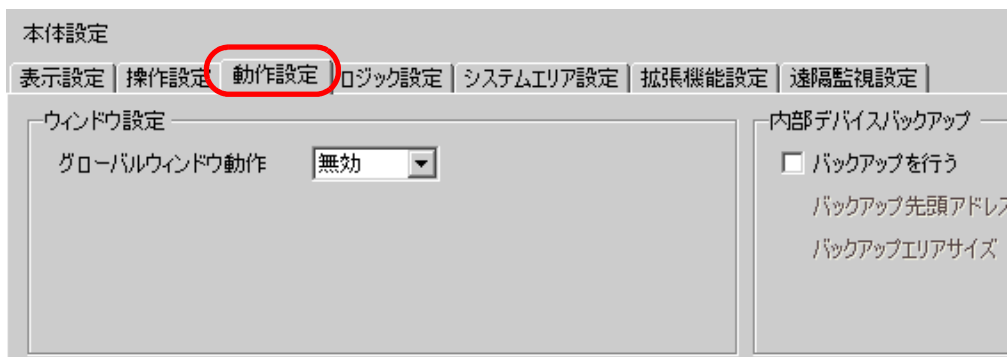 本体設定
表示設定 操作設定 動作設定 ロジック設定 システムエリア設定 拡張機能設定 遠隔監視設定
ウィンドウ設定 内部デバイスバックアップ
グローバルウィンドウ動作 無効 バックアップを行う
バックアップ先頭アドレス
バックアップエリアサイズ